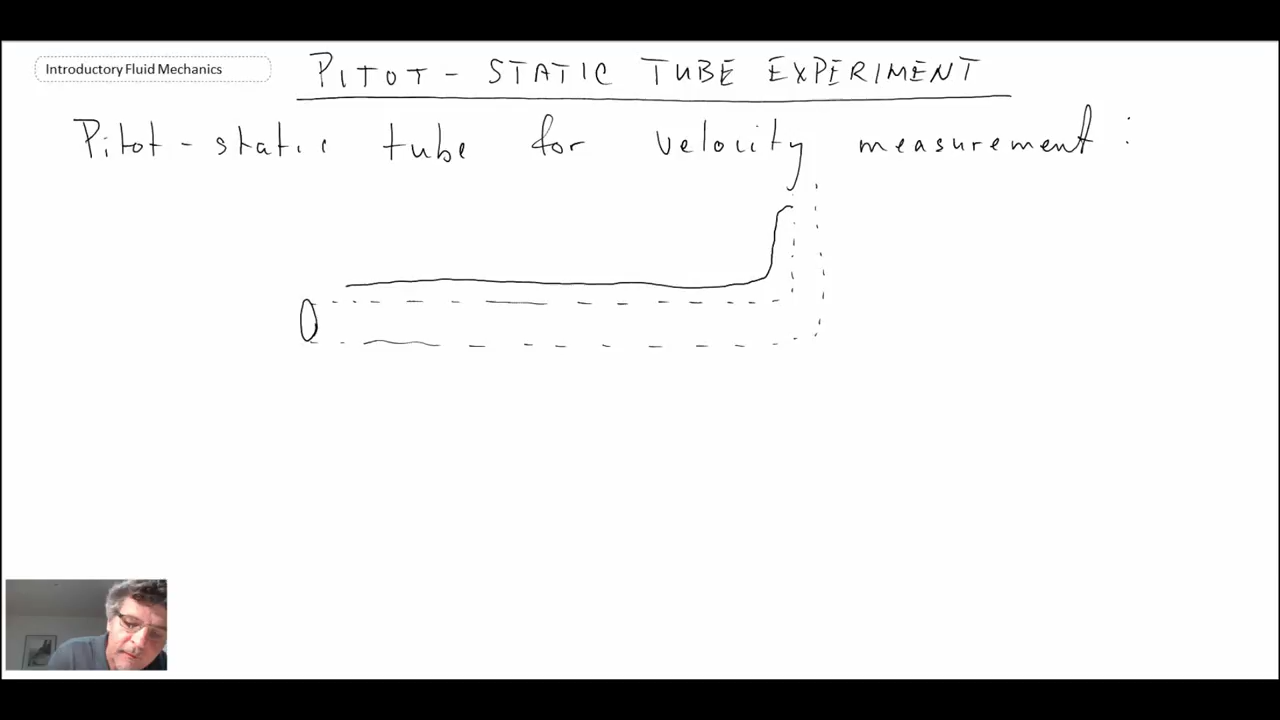 Introductory Fluid Mechanics
PITOT - STATIC TUBE EXPERIMENT
Pitot - static tube for velocity measurement :